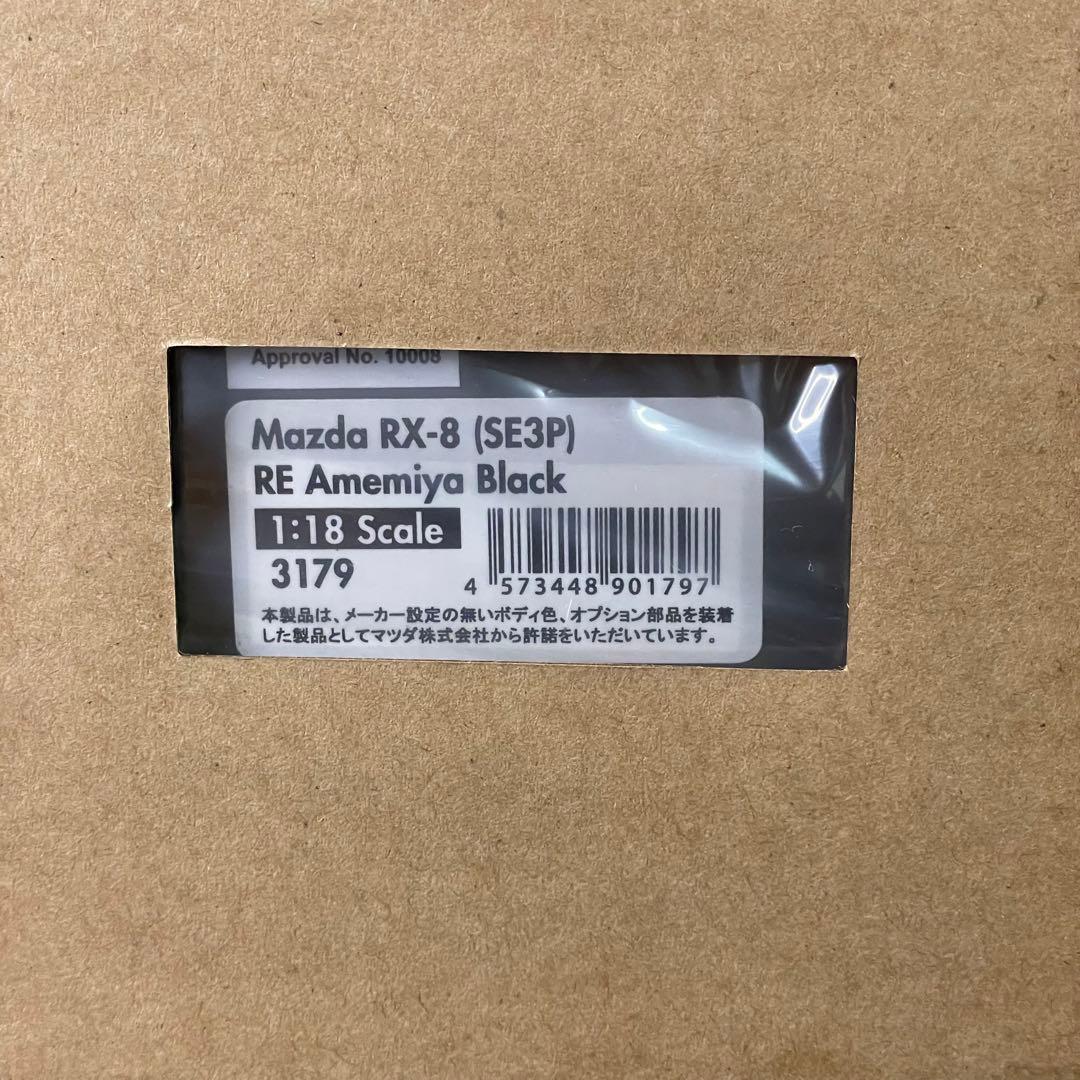 Approval No. 10008
Mazda RX-8 (SE3P)
RE Amemiya Black
1:18 Scale
3179
4 573448 901797
本製品は、メーカー設定の無いボディ色、オプション部品を装着
した製品としてマツダ株式会社から許諾をいただいています。